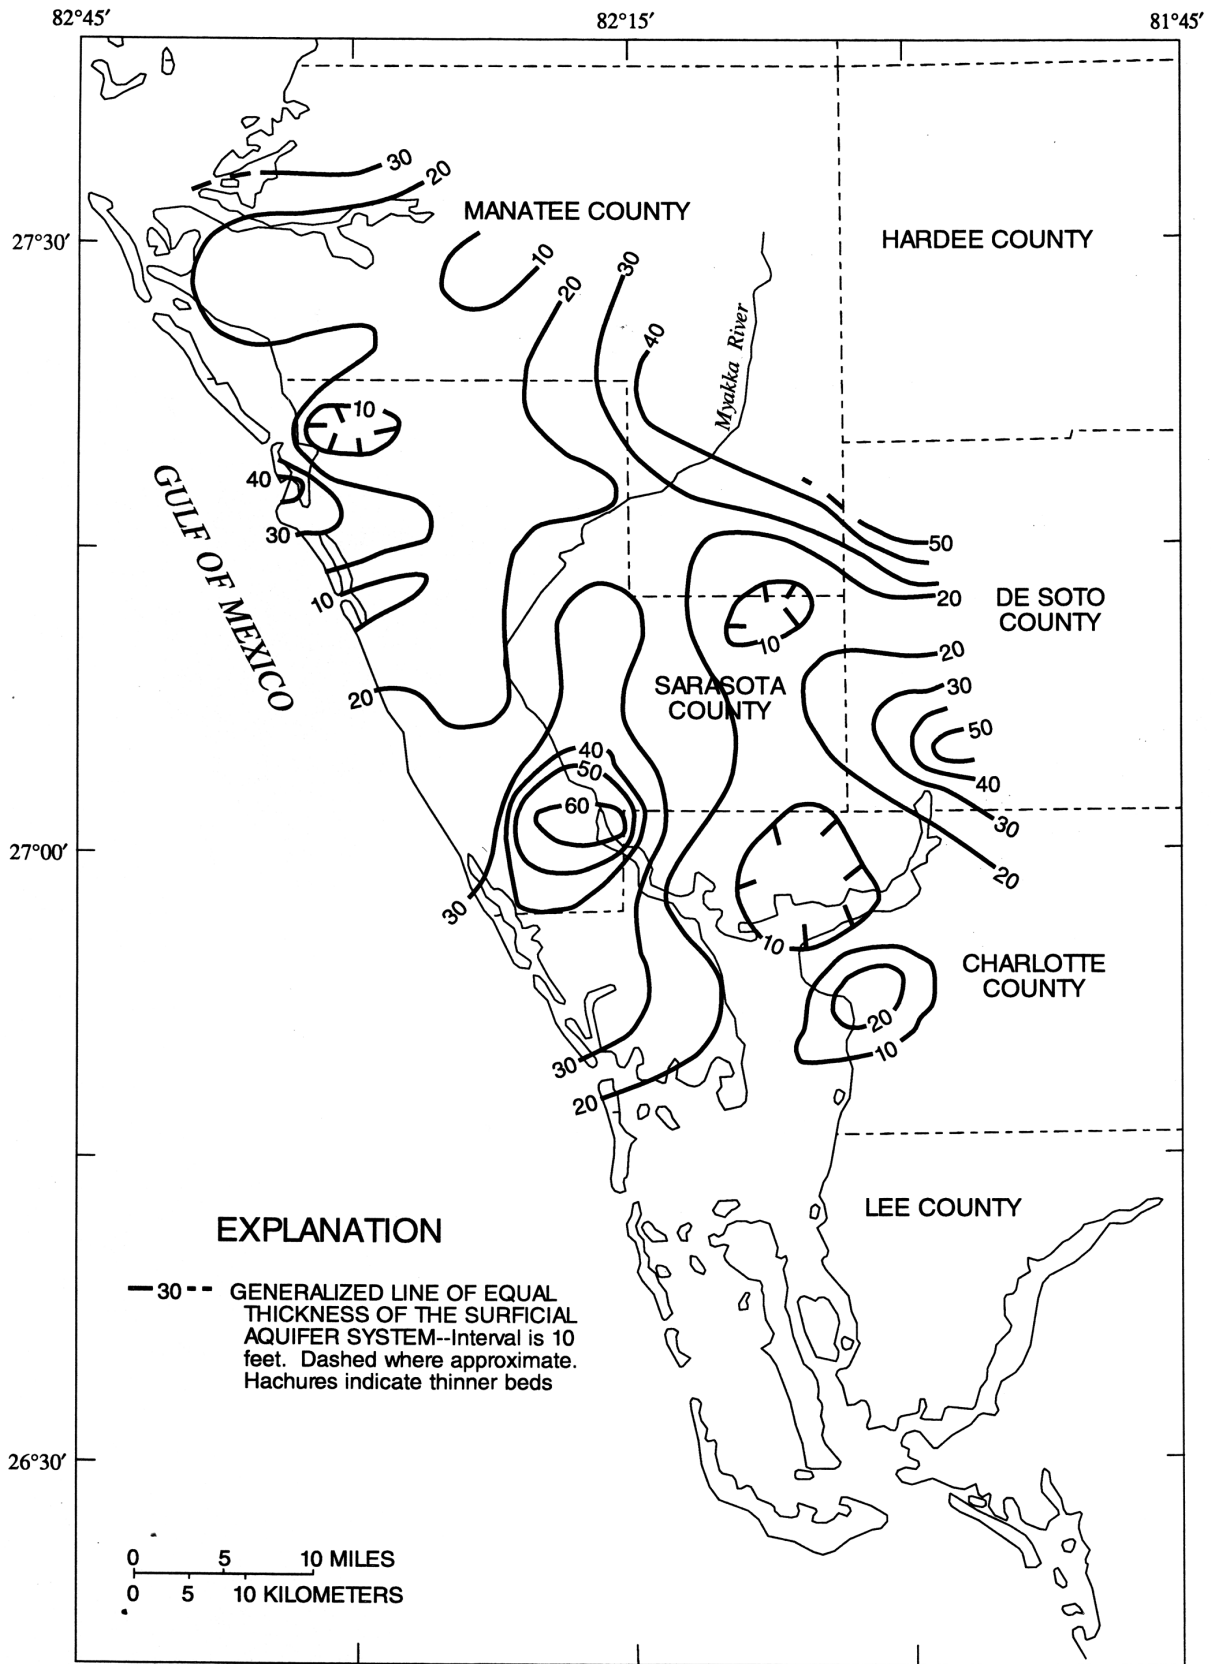 82°45′
82°15′
81°45′
30
20
MANATEE COUNTY
27°30′
HARDEE COUNTY
10
20
30
40
Myakka River
10
40
30
GULF OF MEXICO
50
10
20
DE SOTO
COUNTY
10
20
20
SARASOTA
COUNTY
30
50
40
40
50
60
30
27°00′
20
30
10
CHARLOTTE
COUNTY
20
10
30
20
LEE COUNTY
EXPLANATION
30 GENERALIZED LINE OF EQUAL
THICKNESS OF THE SURFICIAL
AQUIFER SYSTEM--Interval is 10
feet. Dashed where approximate.
Hachures indicate thinner beds
26°30′
0 5 10 MILES
0 5 10 KILOMETERS